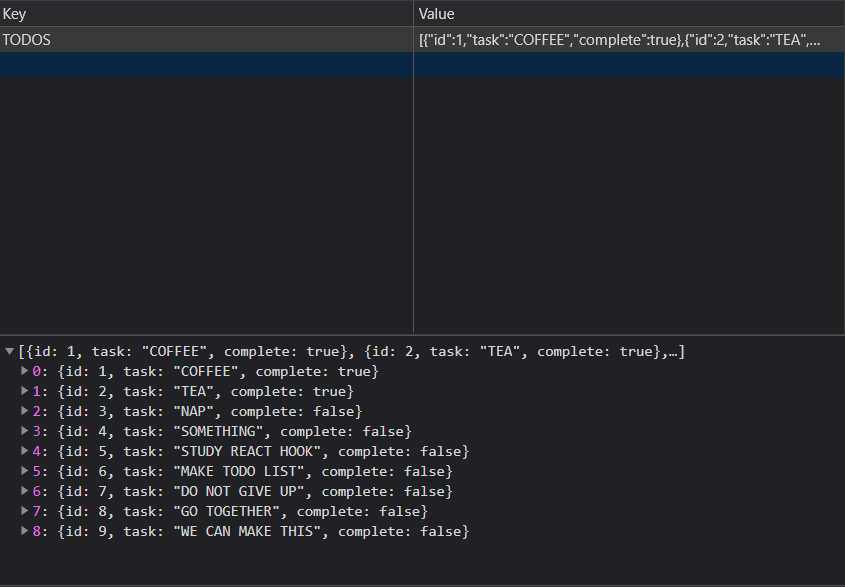 Key Value
TODOS [{"id":1,"task":"COFFEE","complete":true},{"id":2,"task":"TEA",...
[{id: 1, task: "COFFEE", complete: true}, {id: 2, task: "TEA", complete: true},…]
0: {id: 1, task: "COFFEE", complete: true}
1: {id: 2, task: "TEA", complete: true}
2: {id: 3, task: "NAP", complete: false}
3: {id: 4, task: "SOMETHING", complete: false}
4: {id: 5, task: "STUDY REACT HOOK", complete: false}
5: {id: 6, task: "MAKE TODO LIST", complete: false}
6: {id: 7, task: "DO NOT GIVE UP", complete: false}
7: {id: 8, task: "GO TOGETHER", complete: false}
8: {id: 9, task: "WE CAN MAKE THIS", complete: false}